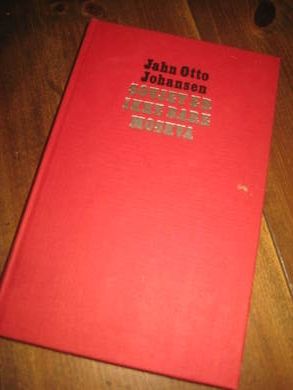 Jahn Otto
Johansen
SOVJET ER
IKKE BARE
MOSKVA